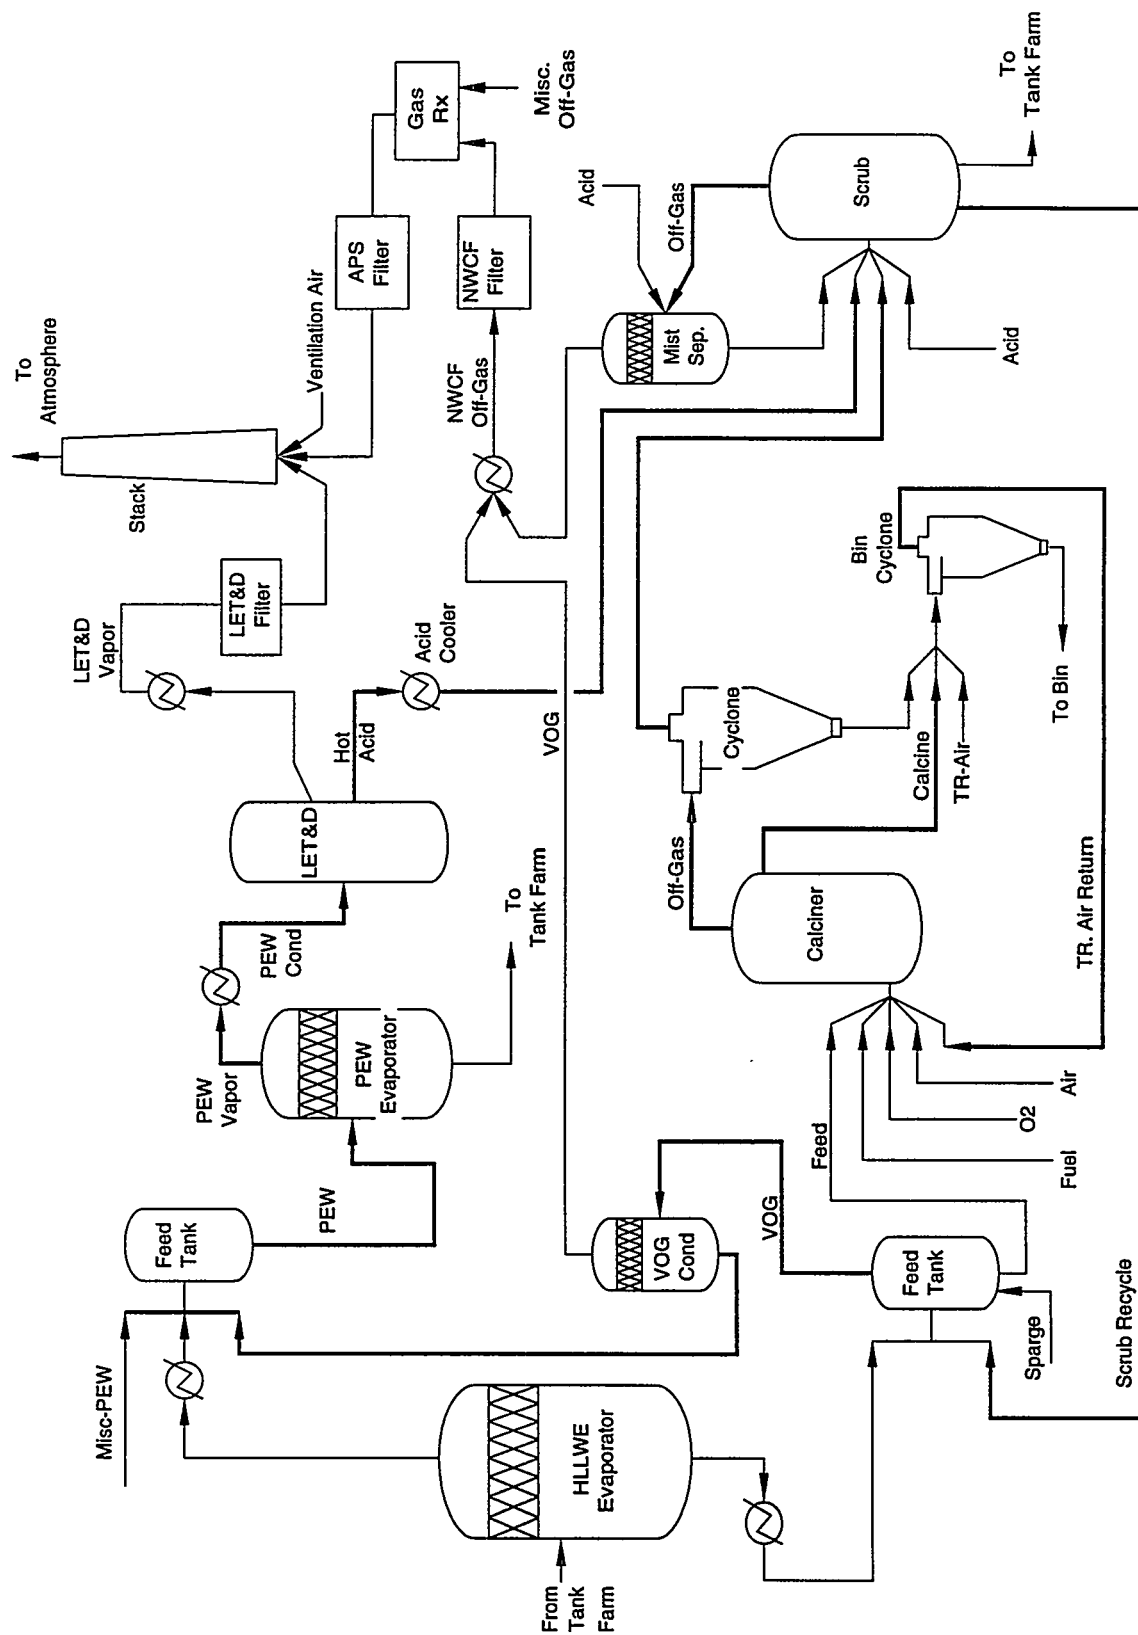 To
Atmosphere
Stack
Ventilation Air
LET&D
Vapor
LET&D
Filter
APS
Filter
Gas
Rx
Misc.
Off-Gas
NWCF
Filter
NWCF
Off-Gas
Misc-PEW
Feed
Tank
PEW
PEW
Vapor
PEW
Cond
PEW
Evaporator
To
Tank Farm
LET&D
Hot
Acid
Acid
Cooler
VOG
Acid
Off-Gas
Mist
Sep.
Scrub
To
Tank Farm
Acid
From
Tank
Farm
HLLWE
Evaporator
VOG
Cond
VOG
Feed
Tank
Sparge
Scrub Recycle
Feed
Fuel
O2
Air
Calciner
Off-Gas
Cyclone
Calcine
TR-Air
Bin
Cyclone
To Bin
TR. Air Return